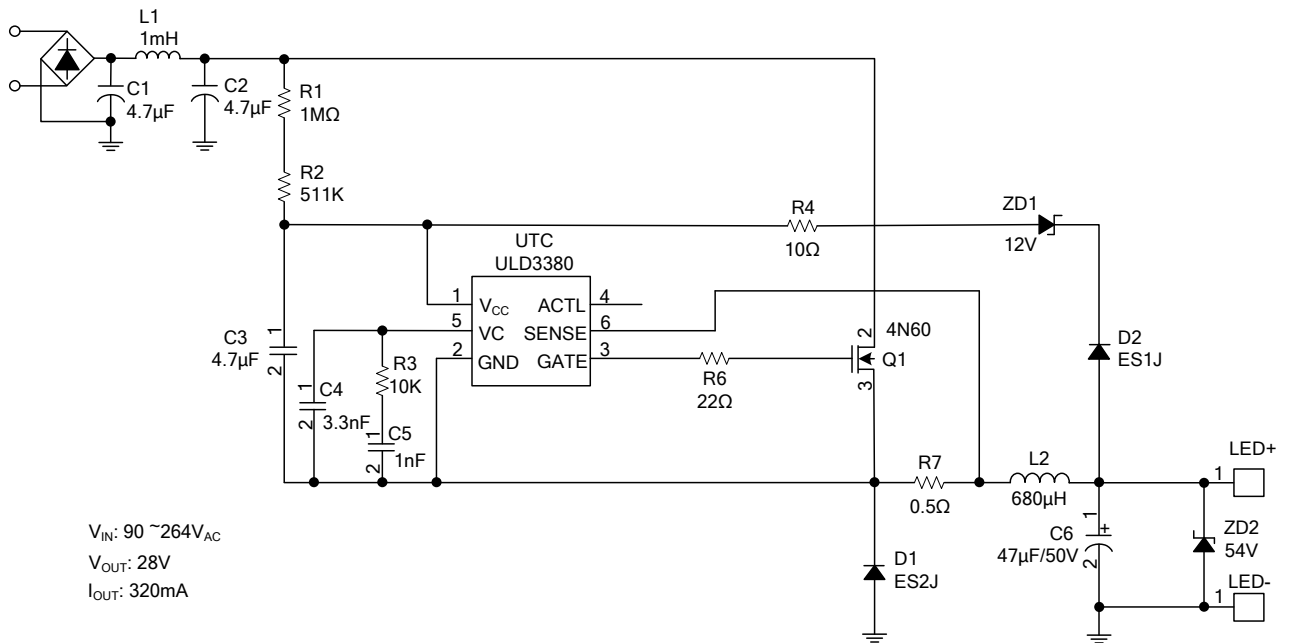 L1
1mH
C1
4.7µF
C2
4.7µF
R1
1MΩ
R2
511K
R4
10Ω
ZD1
12V
UTC
ULD3380
1
VCC
ACTL
4
5
VC
SENSE
6
2
GND
GATE
3
C3
4.7µF
1
2
C4
3.3nF
1
2
R3
10K
C5
1nF
1
2
R6
22Ω
4N60
Q1
2
3
D2
ES1J
R7
0.5Ω
L2
680µH
LED+
1
C6
47µF/50V
1
+
2
ZD2
54V
D1
ES2J
LED-
1
VIN: 90 ~264VAC
VOUT: 28V
IOUT: 320mA